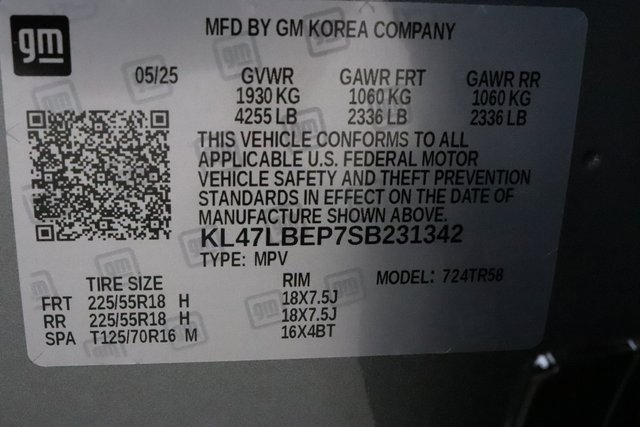 gm
MFD BY GM KOREA COMPANY
05/25 GVWR GAWR FRT GAWR RR
1930 KG 1060 KG 1060 KG
4255 LB 2336 LB 2336 LB
THIS VEHICLE CONFORMS TO ALL
APPLICABLE U.S. FEDERAL MOTOR
VEHICLE SAFETY AND THEFT PREVENTION
STANDARDS IN EFFECT ON THE DATE OF
MANUFACTURE SHOWN ABOVE.
KL47LBEP7SB231342
TYPE: MPV MODEL: 724TR58
TIRE SIZE RIM
FRT 225/55R18 H 18X7.5J
RR 225/55R18 H 18X7.5J
SPA T125/70R16 M 16X4BT